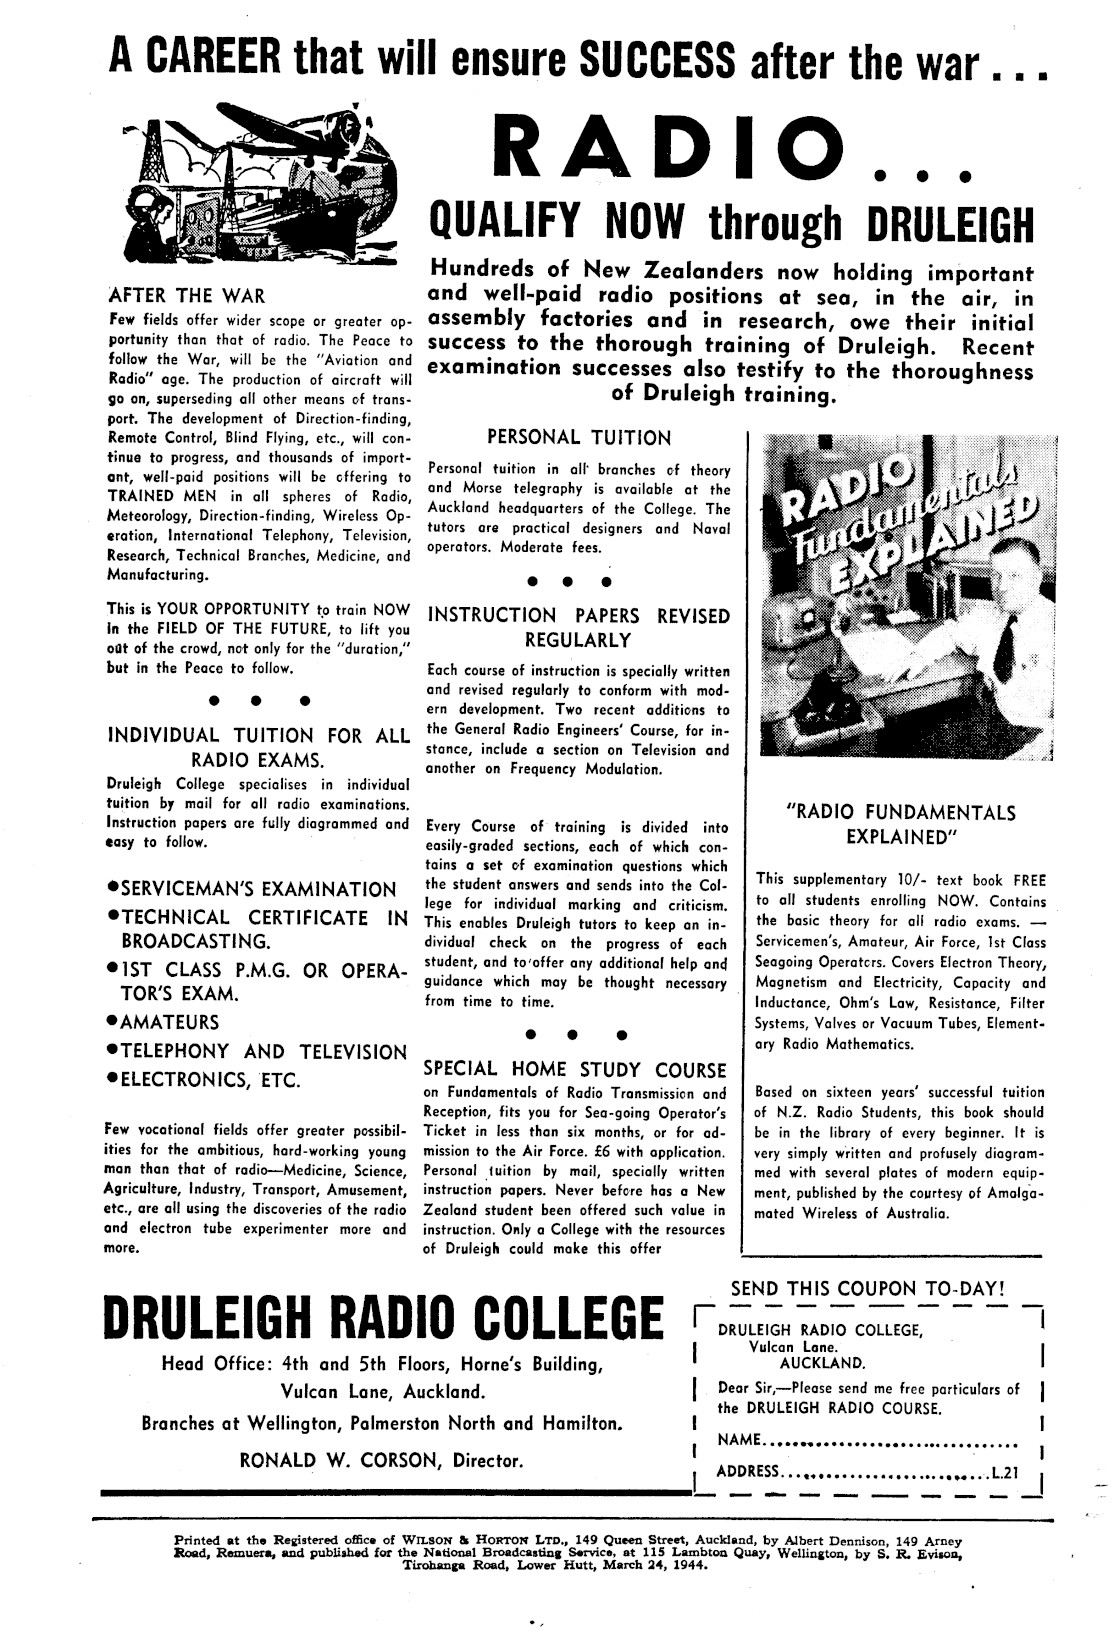 A CAREER that will ensure SUCCESS after the war ...
RADIO...
QUALIFY NOW through DRULEIGH
Hundreds of New Zealanders now holding important
and well-paid radio positions at sea, in the air, in
assembly factories and in research, owe their initial
success to the thorough training of Druleigh. Recent
examination successes also testify to the thoroughness
of Druleigh training.
AFTER THE WAR
Few fields offer wider scope or greater op-
portunity than that of radio. The Peace to
follow the War, will be the "Aviation and
Radio" age. The production of aircraft will
go on, superseding all other means of trans-
port. The development of Direction-finding,
Remote Control, Blind Flying, etc., will con-
tinue to progress, and thousands of import-
ant, well-paid positions will be offering to
TRAINED MEN in all spheres of Radio,
Meteorology, Direction-finding, Wireless Op-
eration, International Telephony, Television,
Research, Technical Branches, Medicine, and
Manufacturing.
This is YOUR OPPORTUNITY to train NOW
in the FIELD OF THE FUTURE, to lift you
out of the crowd, not only for the "duration,"
but in the Peace to follow.
● ● ●
INDIVIDUAL TUITION FOR ALL
RADIO EXAMS.
Druleigh College specialises in individual
tuition by mail for all radio examinations.
Instruction papers are fully diagrammed and
easy to follow.
●SERVICEMAN'S EXAMINATION
●TECHNICAL CERTIFICATE IN
BROADCASTING.
●1ST CLASS P.M.G. OR OPERA-
TOR'S EXAM.
●AMATEURS
●TELEPHONY AND TELEVISION
●ELECTRONICS, ETC.
Few vocational fields offer greater possibil-
ities for the ambitious, hard-working young
man than that of radio—Medicine, Science,
Agriculture, Industry, Transport, Amusement,
etc., are all using the discoveries of the radio
and electron tube experimenter more and
more.
PERSONAL TUITION
Personal tuition in all branches of theory
and Morse telegraphy is available at the
Auckland headquarters of the College. The
tutors are practical designers and Naval
operators. Moderate fees.
● ● ●
INSTRUCTION PAPERS REVISED
REGULARLY
Each course of instruction is specially written
and revised regularly to conform with mod-
ern development. Two recent additions to
the General Radio Engineers' Course, for in-
stance, include a section on Television and
another on Frequency Modulation.
Every Course of training is divided into
easily-graded sections, each of which con-
tains a set of examination questions which
the student answers and sends into the Col-
lege for individual marking and criticism.
This enables Druleigh tutors to keep an in-
dividual check on the progress of each
student, and to offer any additional help and
guidance which may be thought necessary
from time to time.
● ● ●
SPECIAL HOME STUDY COURSE
on Fundamentals of Radio Transmission and
Reception, fits you for Sea-going Operator's
Ticket in less than six months, or for ad-
mission to the Air Force. £6 with application.
Personal tuition by mail, specially written
instruction papers. Never before has a New
Zealand student been offered such value in
instruction. Only a College with the resources
of Druleigh could make this offer
RADIO
Fundamentals
EXPLAINED
"RADIO FUNDAMENTALS
EXPLAINED"
This supplementary 10/- text book FREE
to all students enrolling NOW. Contains
the basic theory for all radio exams. —
Servicemen's, Amateur, Air Force, 1st Class
Seagoing Operators. Covers Electron Theory,
Magnetism and Electricity, Capacity and
Inductance, Ohm's Law, Resistance, Filter
Systems, Valves or Vacuum Tubes, Element-
ary Radio Mathematics.
Based on sixteen years' successful tuition
of N.Z. Radio Students, this book should
be in the library of every beginner. It is
very simply written and profusely diagram-
med with several plates of modern equip-
ment, published by the courtesy of Amalga-
mated Wireless of Australia.
DRULEIGH RADIO COLLEGE
Head Office: 4th and 5th Floors, Horne's Building,
Vulcan Lane, Auckland.
Branches at Wellington, Palmerston North and Hamilton.
RONALD W. CORSON, Director.
SEND THIS COUPON TO-DAY!
DRULEIGH RADIO COLLEGE,
Vulcan Lane.
AUCKLAND.
Dear Sir,—Please send me free particulars of
the DRULEIGH RADIO COURSE.
NAME....................................
ADDRESS..............................L.21
Printed at the Registered office of WILSON & HORTON LTD., 149 Queen Street, Auckland, by Albert Dennison, 149 Arney
Road, Remuera, and published for the National Broadcasting Service, at 115 Lambton Quay, Wellington, by S. R. Evison,
Tirohanga Road, Lower Hutt, March 24, 1944.